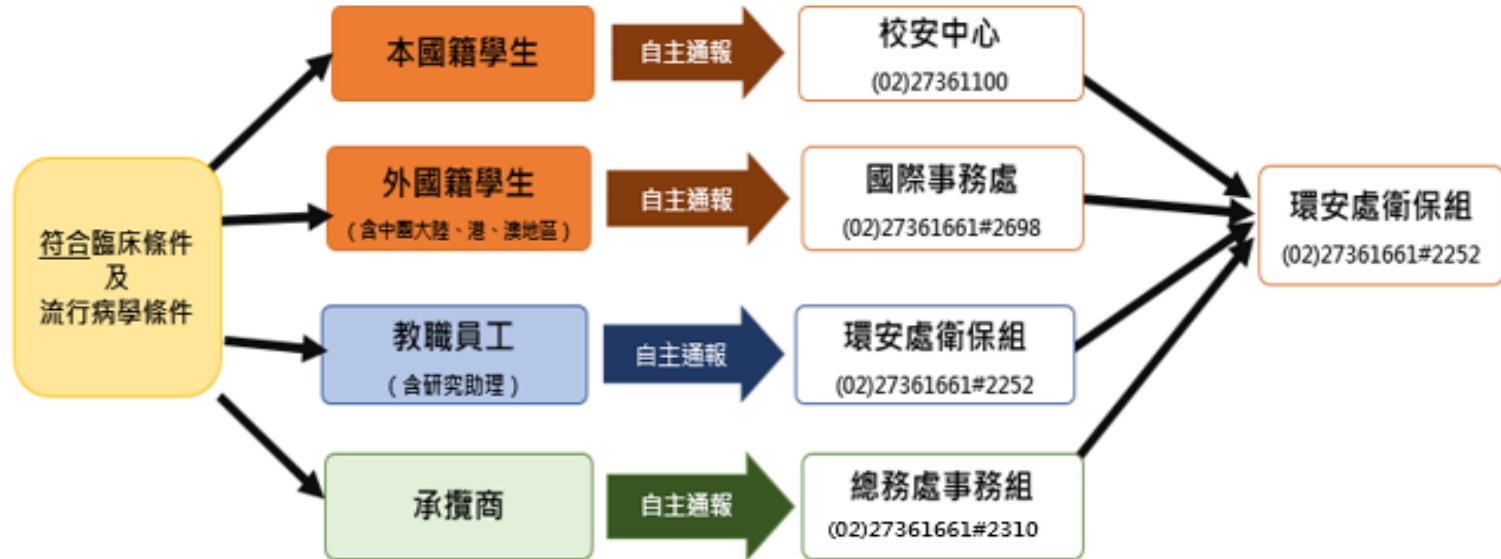 符合臨床條件
及
流行病學條件
本國籍學生
自主通報
校安中心
(02)27361100
外國籍學生
(含中國大陸、港、澳地區)
自主通報
國際事務處
(02)27361661#2698
教職員工
(含研究助理)
自主通報
環安處衛保組
(02)27361661#2252
承攬商
自主通報
總務處事務組
(02)27361661#2310
環安處衛保組
(02)27361661#2252